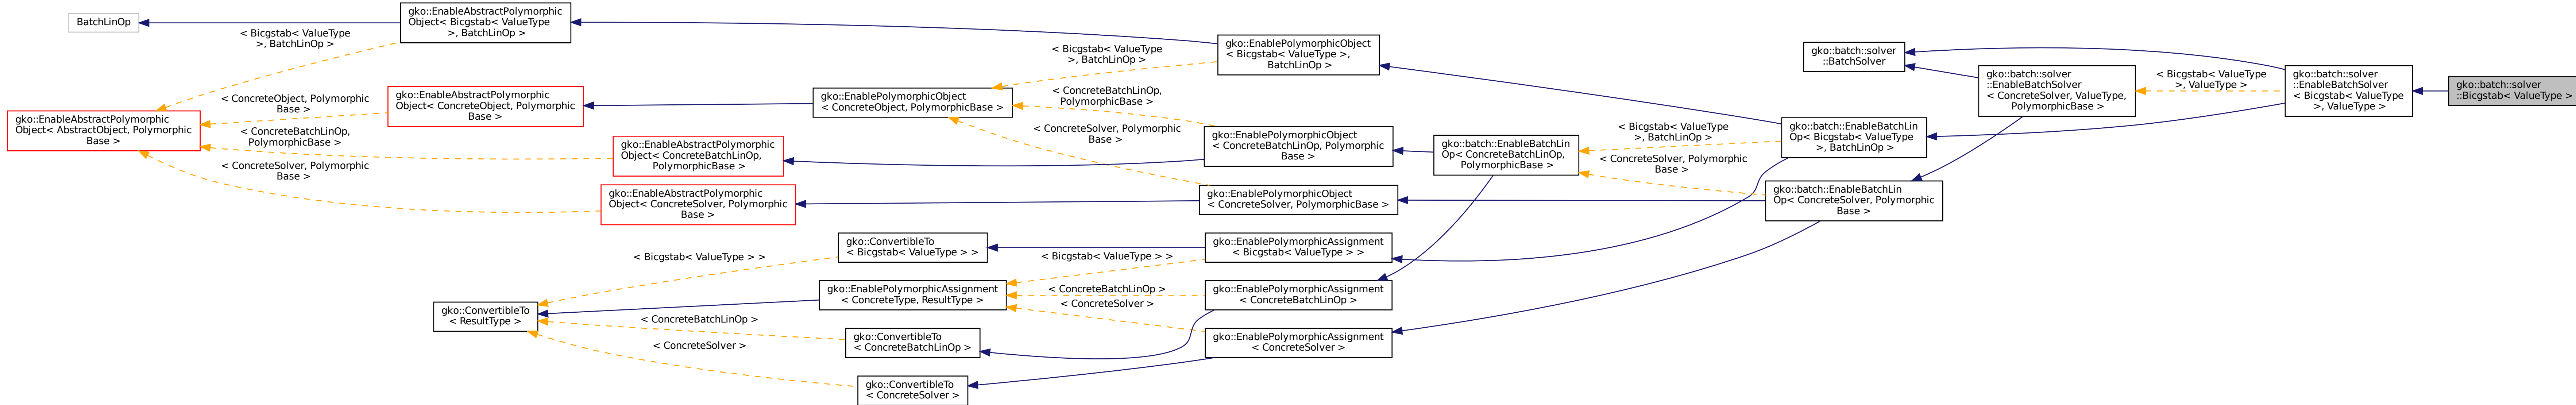 BatchLinOp
gko::EnableAbstractPolymorphic
Object< Bicgstab< ValueType
>, BatchLinOp >
< Bicgstab< ValueType
>, BatchLinOp >
gko::EnableAbstractPolymorphic
Object< AbstractObject, Polymorphic
Base >
< ConcreteObject, Polymorphic
Base >
< ConcreteBatchLinOp,
PolymorphicBase >
< ConcreteSolver, Polymorphic
Base >
gko::EnableAbstractPolymorphic
Object< ConcreteObject, Polymorphic
Base >
gko::EnableAbstractPolymorphic
Object< ConcreteBatchLinOp,
PolymorphicBase >
gko::EnableAbstractPolymorphic
Object< ConcreteSolver, Polymorphic
Base >
gko::EnablePolymorphicObject
< ConcreteObject, PolymorphicBase >
< Bicgstab< ValueType
>, BatchLinOp >
< ConcreteBatchLinOp,
PolymorphicBase >
< ConcreteSolver, Polymorphic
Base >
gko::EnablePolymorphicObject
< Bicgstab< ValueType >,
BatchLinOp >
gko::EnablePolymorphicObject
< ConcreteBatchLinOp, Polymorphic
Base >
gko::EnablePolymorphicObject
< ConcreteSolver, PolymorphicBase >
gko::batch::EnableBatchLin
Op< ConcreteBatchLinOp,
PolymorphicBase >
< Bicgstab< ValueType
>, BatchLinOp >
< ConcreteSolver, Polymorphic
Base >
gko::batch::solver
::BatchSolver
gko::batch::EnableBatchLin
Op< Bicgstab< ValueType
>, BatchLinOp >
gko::batch::EnableBatchLin
Op< ConcreteSolver, Polymorphic
Base >
gko::batch::solver
::EnableBatchSolver
< ConcreteSolver, ValueType,
PolymorphicBase >
< Bicgstab< ValueType
>, ValueType >
gko::batch::solver
::EnableBatchSolver
< Bicgstab< ValueType
>, ValueType >
gko::batch::solver
::Bicgstab< ValueType >
gko::ConvertibleTo
< ResultType >
< Bicgstab< ValueType > >
< ConcreteBatchLinOp >
< ConcreteSolver >
gko::ConvertibleTo
< Bicgstab< ValueType > >
gko::EnablePolymorphicAssignment
< ConcreteType, ResultType >
gko::ConvertibleTo
< ConcreteBatchLinOp >
gko::ConvertibleTo
< ConcreteSolver >
< Bicgstab< ValueType > >
< ConcreteBatchLinOp >
< ConcreteSolver >
gko::EnablePolymorphicAssignment
< Bicgstab< ValueType > >
gko::EnablePolymorphicAssignment
< ConcreteBatchLinOp >
gko::EnablePolymorphicAssignment
< ConcreteSolver >